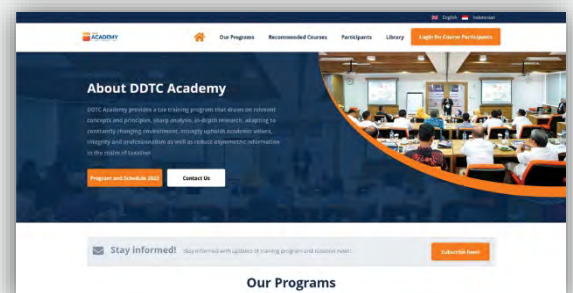 English Indonesian
ACADEMY
Our Programs Recommended Courses Participants Library Login for Course Participants
About DDTC Academy
DDTC Academy provides a tax training program that draws on relevant
concepts and principles, sharp analysis, in-depth research, adapting to
constantly changing environment, strongly upholds academic values,
integrity and professionalism as well as reduce asymmetric information
in the realm of taxation
Program and Schedule 2022 Contact Us
Stay informed! Stay informed with updates of training program and taxation news!
Subscribe Here!
Our Programs